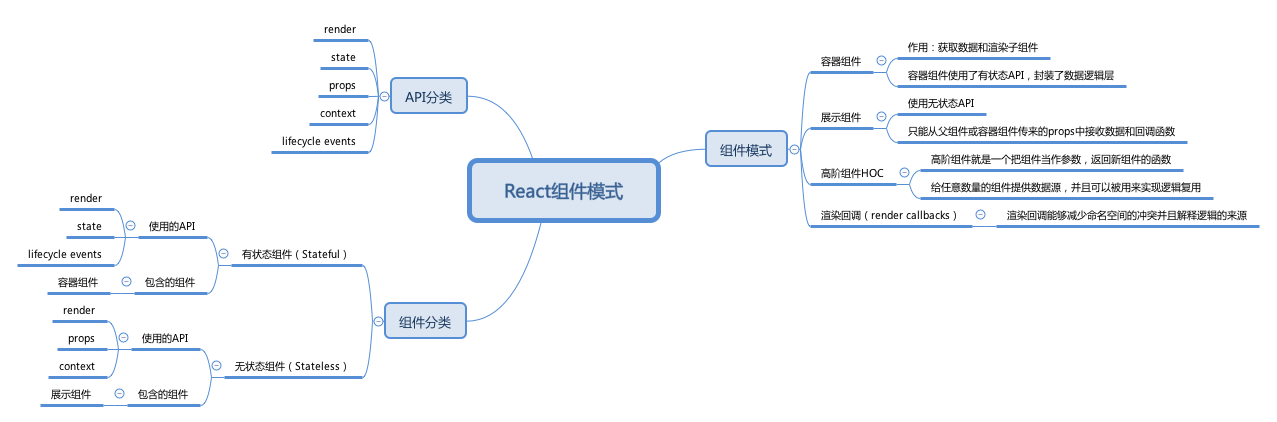 React组件模式
组件模式
容器组件
作用：获取数据和渲染子组件
容器组件使用了有状态API，封装了数据逻辑层
展示组件
使用无状态API
只能从父组件或容器组件传来的props中接收数据和回调函数
高阶组件HOC
高阶组件就是一个把组件当作参数，返回新组件的函数
给任意数量的组件提供数据源，并且可以被用来实现逻辑复用
渲染回调（render callbacks）
渲染回调能够减少命名空间的冲突并且解释逻辑的来源
API分类
render
state
props
context
lifecycle events
组件分类
有状态组件（Stateful）
使用的API
render
state
lifecycle events
包含的组件
容器组件
无状态组件（Stateless）
使用的API
render
props
context
包含的组件
展示组件